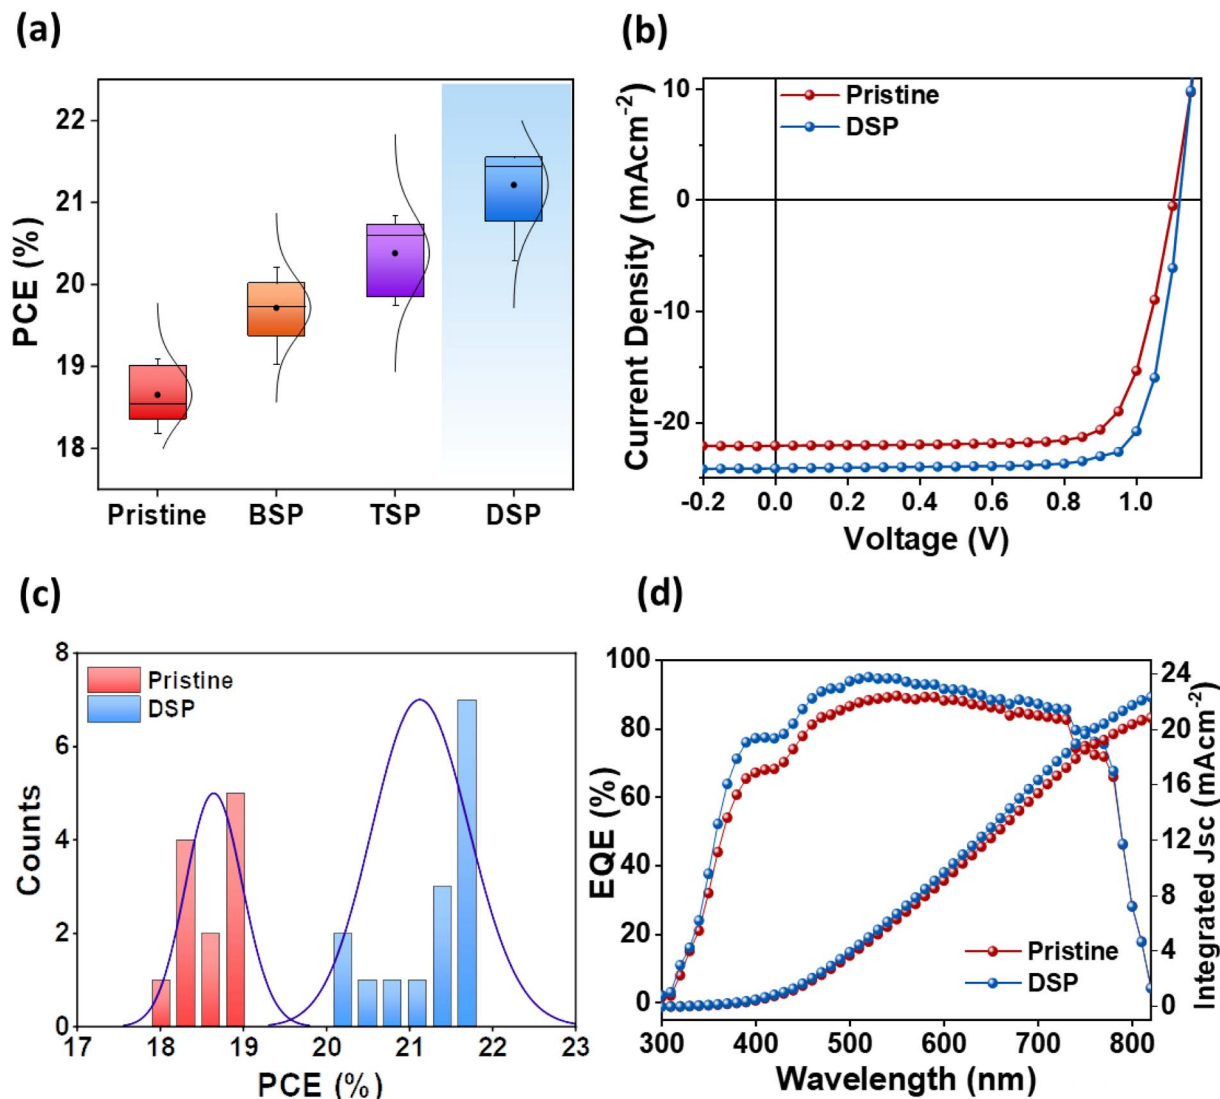 (a)
PCE (%)
22
21
20
19
18
Pristine BSP TSP DSP
(b)
Current Density (mAcm⁻²)
10
0
-10
-20
Pristine
DSP
-0.2 0.0 0.2 0.4 0.6 0.8 1.0
Voltage (V)
(c)
Counts
8
6
4
2
0
Pristine
DSP
17 18 19 20 21 22 23
PCE (%)
(d)
EQE (%)
100
80
60
40
20
0
Pristine
DSP
24
20
16
12
8
4
0
Integrated Jsc (mAcm⁻²)
300 400 500 600 700 800
Wavelength (nm)